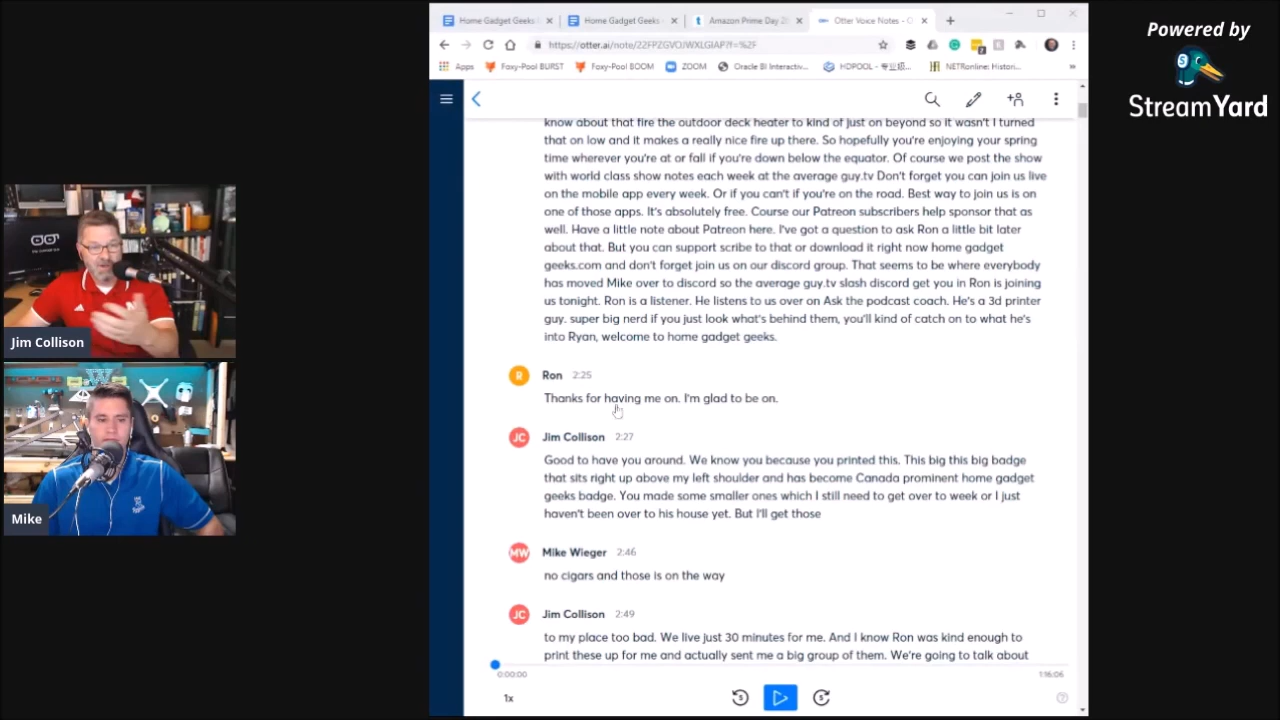 Home Gadget Geeks
Home Gadget Geeks
Amazon Prime Day 2
Otter Voice Notes - O
https://otter.ai/note/2ZFPZGVOJWXLGIAP?f=%2F
Apps
Foxy-Pool BURST
Foxy-Pool BOOM
ZOOM
Oracle BI Interactiv...
NETRonline: Histori...
know about that fire the outdoor deck heater to kind of just on beyond so it wasn't I turned
that on low and it makes a really nice fire up there. So hopefully you're enjoying your spring
time wherever you're at or fall if you're down below the equator. Of course we post the show
with world class show notes each week at the average guy.tv Don't forget you can join us live
on the mobile app every week. Or if you can't if you're on the road. Best way to join us is on
one of those apps. It's absolutely free. Course our Patreon subscribers help sponsor that as
well. Have a little note about Patreon here. I've got a question to ask Ron a little bit later
about that. But you can support scribe to that or download it right now home gadget
geeks.com and don't forget join us on our discord group. That seems to be where everybody
has moved Mike over to discord so the average guy.tv slash discord get you in Ron is joining
us tonight. Ron is a listener. He listens to us over on Ask the podcast coach. He's a 3d printer
guy. super big nerd if you just look what's behind them, you'll kind of catch on to what he's
into Ryan, welcome to home gadget geeks.
R
Ron 2:25
Thanks for having me on. I'm glad to be on.
JC
Jim Collison 2:27
Good to have you around. We know you because you printed this. This big this big badge
that sits right up above my left shoulder and has become Canada prominent home gadget
geeks badge. You made some smaller ones which I still need to get over to week or I just
haven't been over to his house yet. But I'll get those
MW
Mike Wieger 2:46
no cigars and those is on the way
JC
Jim Collison 2:49
to my place too bad. We live just 30 minutes for me. And I know Ron was kind enough to
print these up for me and actually sent me a big group of them. We're going to talk about
0:00:00
1:16:06
1x
5
5
Jim Collison
Mike
Powered by
S
StreamYard